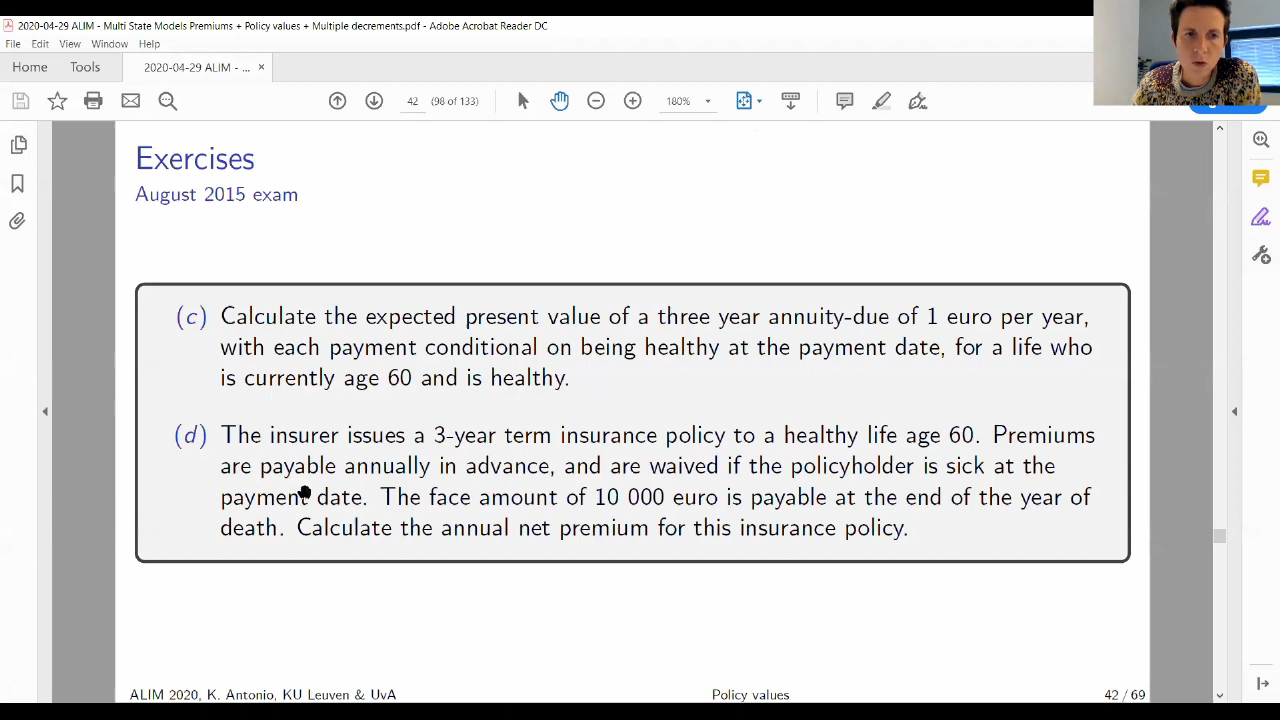 2020-04-29 ALIM - Multi State Models Premiums + Policy values + Multiple decrements.pdf - Adobe Acrobat Reader DC
File Edit View Window Help
Home Tools 2020-04-29 ALIM - ... ×
42 (98 of 133) 180%
Exercises
August 2015 exam
(c) Calculate the expected present value of a three year annuity-due of 1 euro per year,
with each payment conditional on being healthy at the payment date, for a life who
is currently age 60 and is healthy.
(d) The insurer issues a 3-year term insurance policy to a healthy life age 60. Premiums
are payable annually in advance, and are waived if the policyholder is sick at the
payment date. The face amount of 10 000 euro is payable at the end of the year of
death. Calculate the annual net premium for this insurance policy.
ALIM 2020, K. Antonio, KU Leuven & UvA Policy values 42 / 69